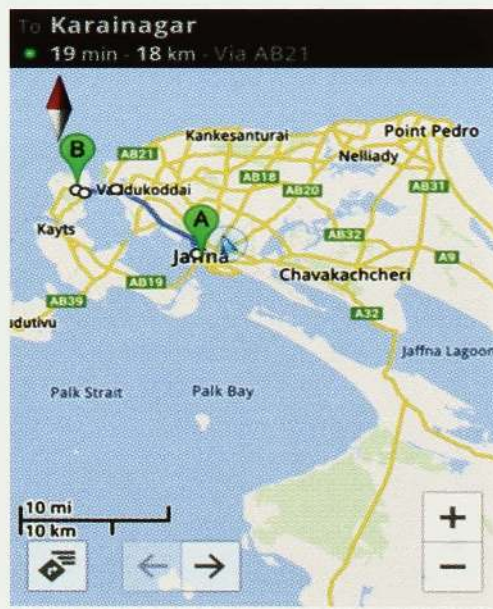 To Karainagar
19 min - 18 km - Via AB21
B
Kankesanturai
Point Pedro
AB21
Nelliady
AB18
AB20
AB31
Kayts
A
Jaffna
AB32
A9
Chavakachcheri
AB19
AB39
udutivu
A32
Jaffna Lagoon
Palk Strait
Palk Bay
10 mi
10 km
+
−